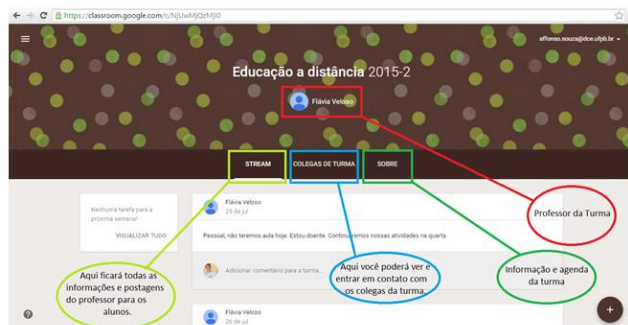 https://classroom.google.com/c/NjUwMjQzMjI0
affonso.souza@dce.ufpb.br
Educação a distância 2015-2
Flávia Veloso
STREAM
COLEGAS DE TURMA
SOBRE
Nenhuma tarefa para a
próxima semana!
VISUALIZAR TUDO
Flávia Veloso
29 de jul
Pessoal, não teremos aula hoje. Estou doente. Continuaremos nossas atividades na quarta.
Adicionar comentário para a turma...
Flávia Veloso
26 de jul
Professor da Turma
Aqui ficará todas as
informações e postagens
do professor para os
alunos.
Aqui você poderá ver e
entrar em contato com
os colegas da turma.
Informação e agenda
da turma